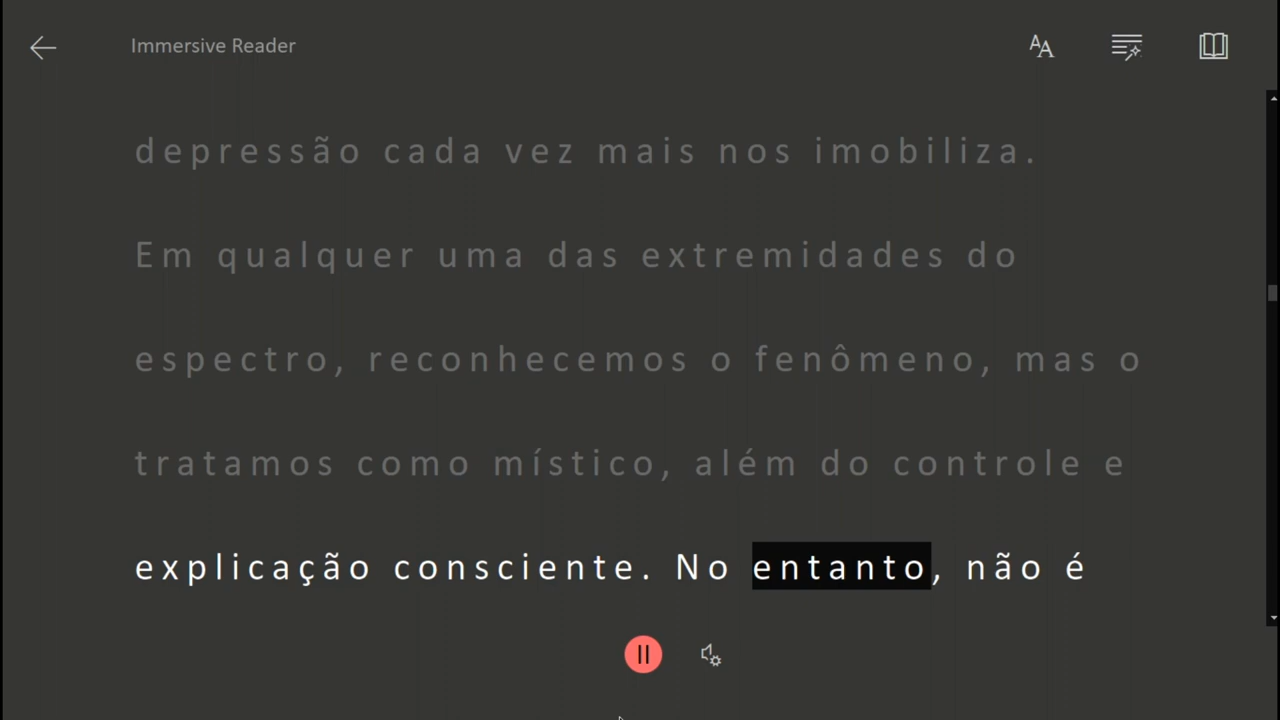 Immersive Reader
depressão cada vez mais nos imobiliza.
Em qualquer uma das extremidades do
espectro, reconhecemos o fenômeno, mas o
tratamos como místico, além do controle e
explicação consciente. No entanto, não é